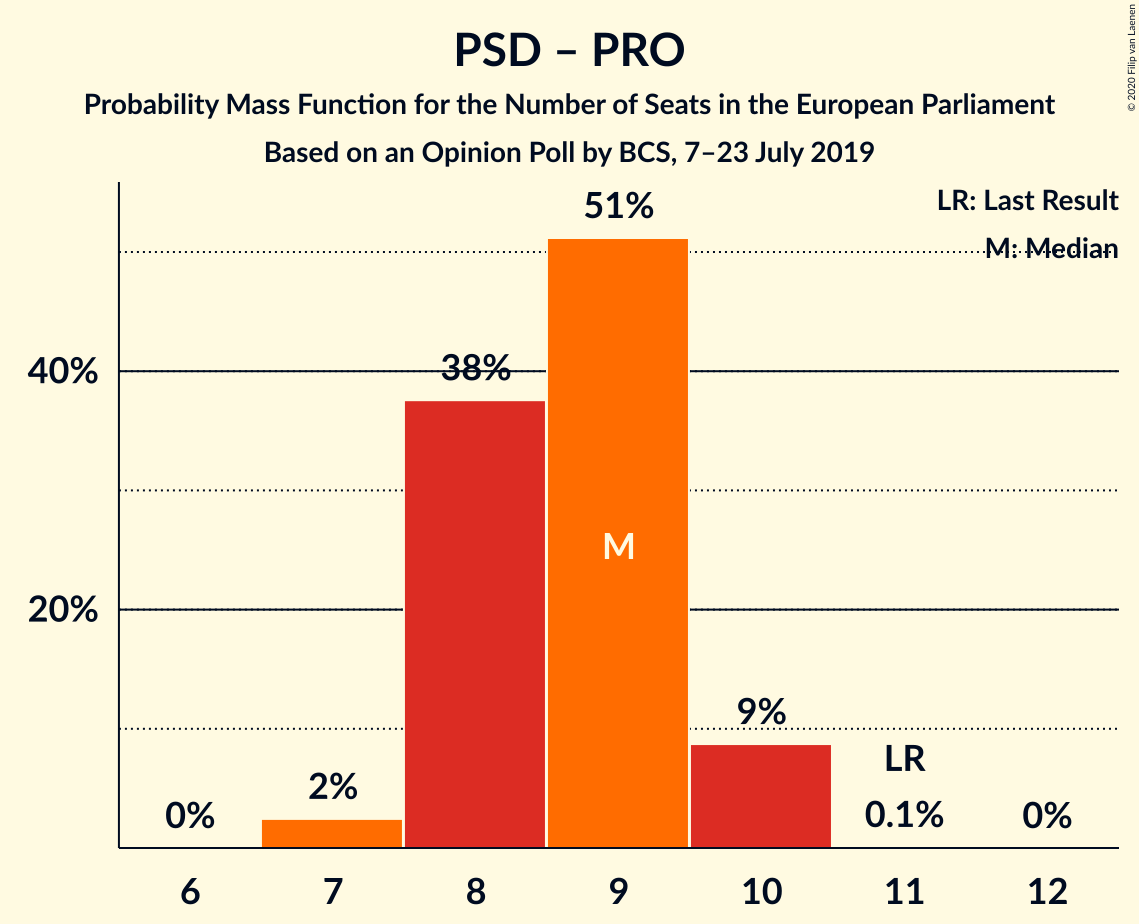 PSD – PRO
Probability Mass Function for the Number of Seats in the European Parliament
Based on an Opinion Poll by BCS, 7–23 July 2019
© 2020 Filip van Laenen
LR: Last Result
M: Median
51%
40%
38%
M
20%
9%
LR
2%
0%
0.1%
0%
6 7 8 9 10 11 12